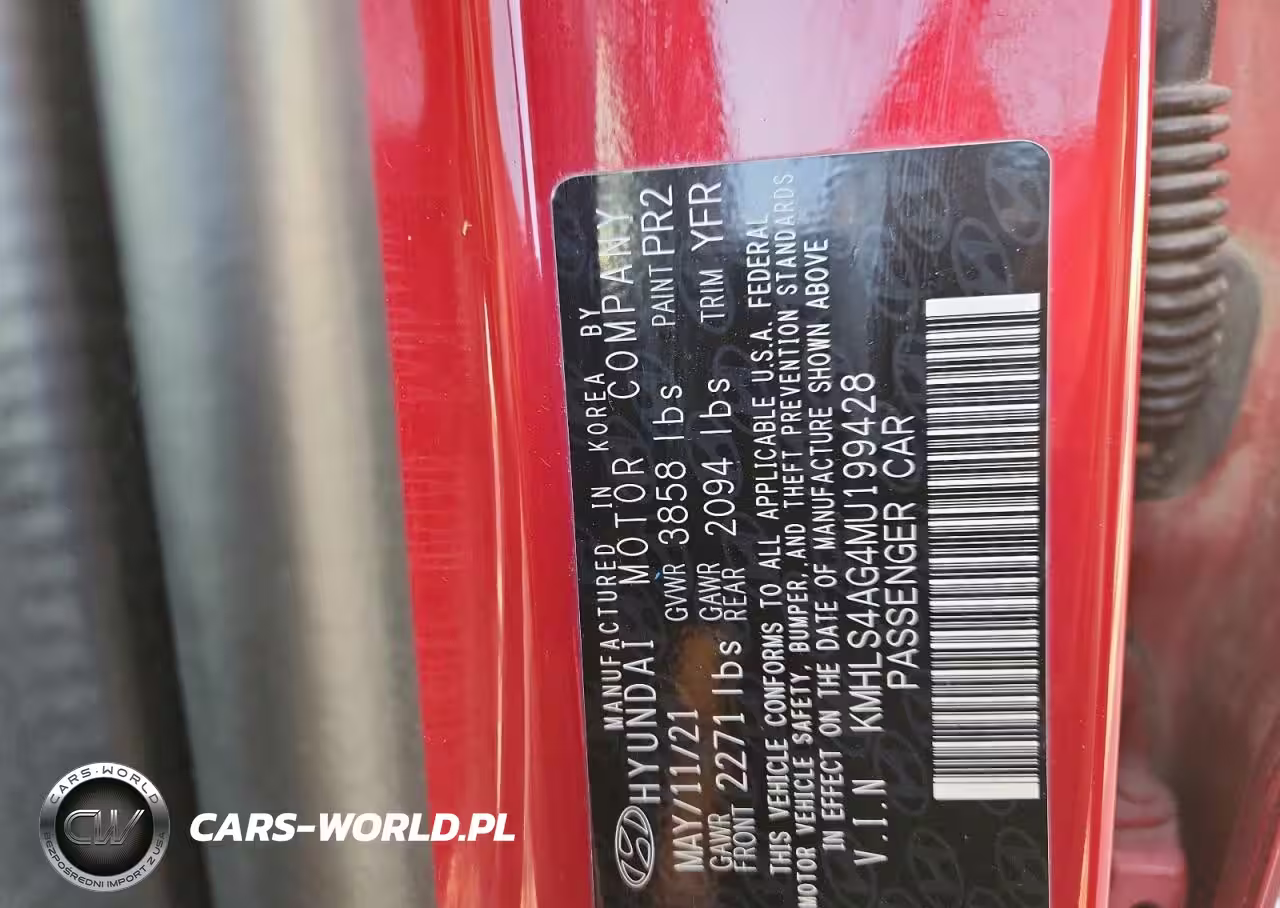 MANUFACTURED IN KOREA BY
HYUNDAI MOTOR COMPANY
MAY/11/21 GVWR 3858 lbs PAINT PR2
GAWR FRONT 2271 lbs GAWR REAR 2094 lbs TRIM YFR
THIS VEHICLE CONFORMS TO ALL APPLICABLE U.S.A. FEDERAL
MOTOR VEHICLE SAFETY, BUMPER, AND THEFT PREVENTION STANDARDS
IN EFFECT ON THE DATE OF MANUFACTURE SHOWN ABOVE
V.I.N KMHLS4AG4MU199428
PASSENGER CAR
CARS-WORLD
CW
BEZPOŚREDNI IMPORT Z USA
CARS-WORLD.PL